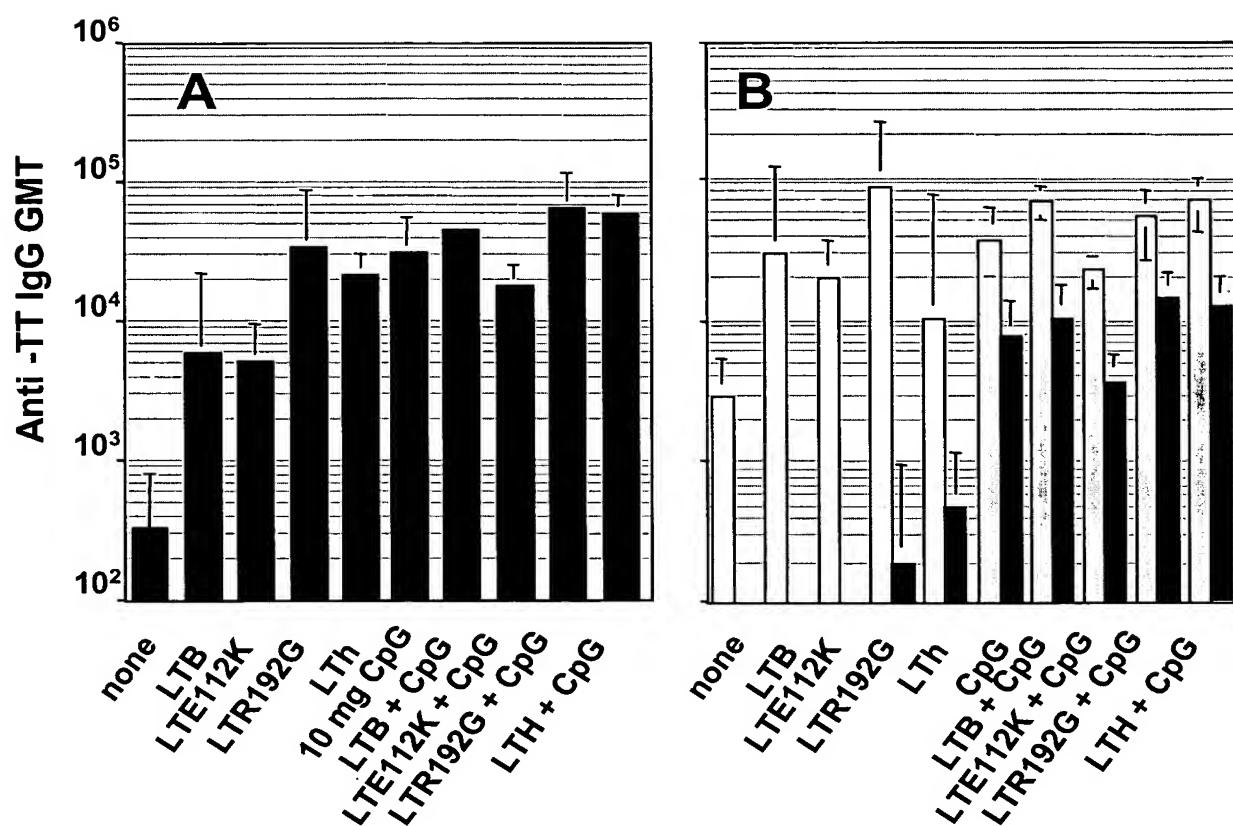 Anti -TT IgG GMT
10⁶
10⁵
10⁴
10³
10²
A
none
LTB
LTE112K
LTR192G
LTh
10 mg CpG
LTB + CpG
LTE112K + CpG
LTR192G + CpG
LTH + CpG
B
none
LTB
LTE112K
LTR192G
LTh
CpG
LTB + CpG
LTE112K + CpG
LTR192G + CpG
LTH + CpG